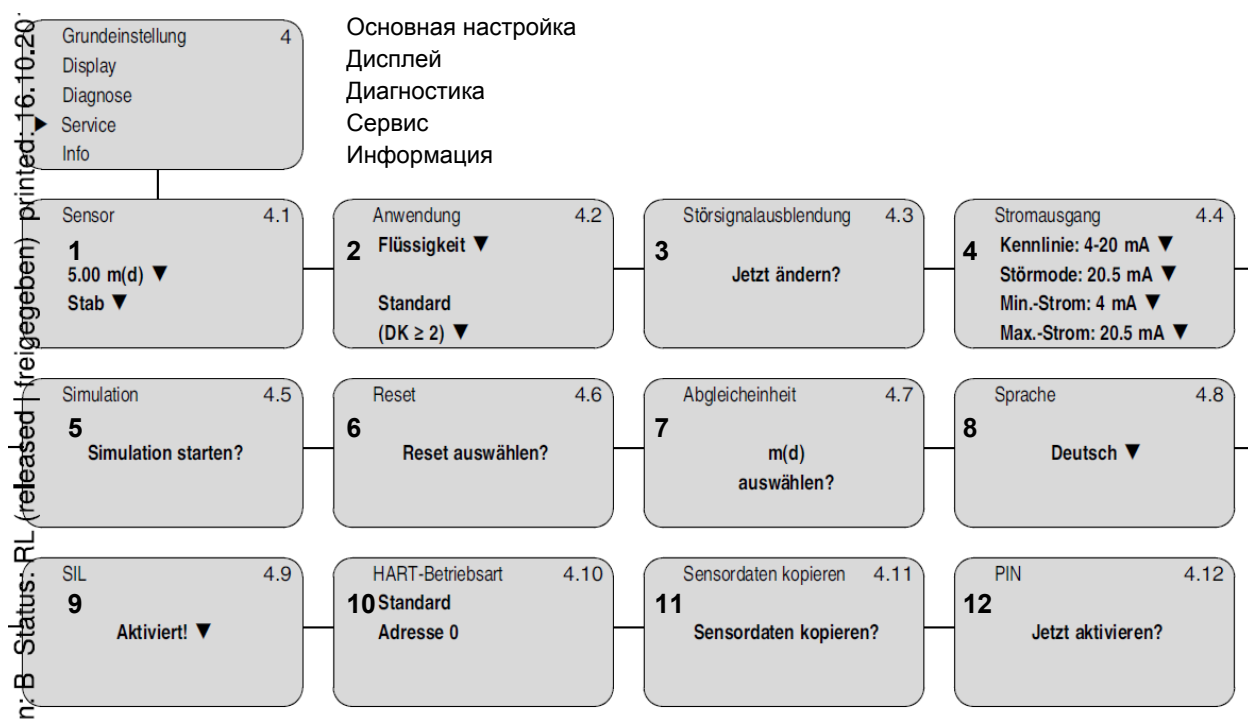 Grundeinstellung 4
Display
Diagnose
▶ Service
Info
Основная настройка
Дисплей
Диагностика
Сервис
Информация
Sensor 4.1
1
5.00 m(d) ▼
Stab ▼
Anwendung 4.2
2 Flüssigkeit ▼
Standard
(DK ≥ 2) ▼
Störsignalausblendung 4.3
3
Jetzt ändern?
Stromausgang 4.4
4 Kennlinie: 4-20 mA ▼
Störmode: 20.5 mA ▼
Min.-Strom: 4 mA ▼
Max.-Strom: 20.5 mA ▼
Simulation 4.5
5
Simulation starten?
Reset 4.6
6
Reset auswählen?
Abgleicheinheit 4.7
7
m(d)
auswählen?
Sprache 4.8
8
Deutsch ▼
SIL 4.9
9
Aktiviert! ▼
HART-Betriebsart 4.10
10 Standard
Adresse 0
Sensordaten kopieren 4.11
11
Sensordaten kopieren?
PIN 4.12
12
Jetzt aktivieren?
n: B Status: RL (released | freigegeben) printed: 16.10.20